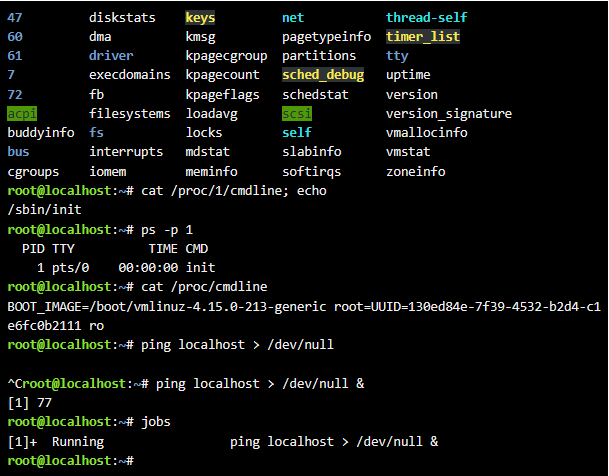 47 diskstats keys net thread-self
60 dma kmsg pagetypeinfo timer_list
61 driver kpagecgroup partitions tty
7 execdomains kpagecount sched_debug uptime
72 fb kpageflags schedstat version
acpi filesystems loadavg scsi version_signature
buddyinfo fs locks self vmallocinfo
bus interrupts mdstat slabinfo vmstat
cgroups iomem meminfo softirqs zoneinfo
root@localhost:~# cat /proc/1/cmdline; echo
/sbin/init
root@localhost:~# ps -p 1
  PID TTY          TIME CMD
    1 pts/0    00:00:00 init
root@localhost:~# cat /proc/cmdline
BOOT_IMAGE=/boot/vmlinuz-4.15.0-213-generic root=UUID=130ed84e-7f39-4532-b2d4-c1
e6fc0b2111 ro
root@localhost:~# ping localhost > /dev/null
^Croot@localhost:~# ping localhost > /dev/null &
[1] 77
root@localhost:~# jobs
[1]+  Running                 ping localhost > /dev/null &
root@localhost:~#